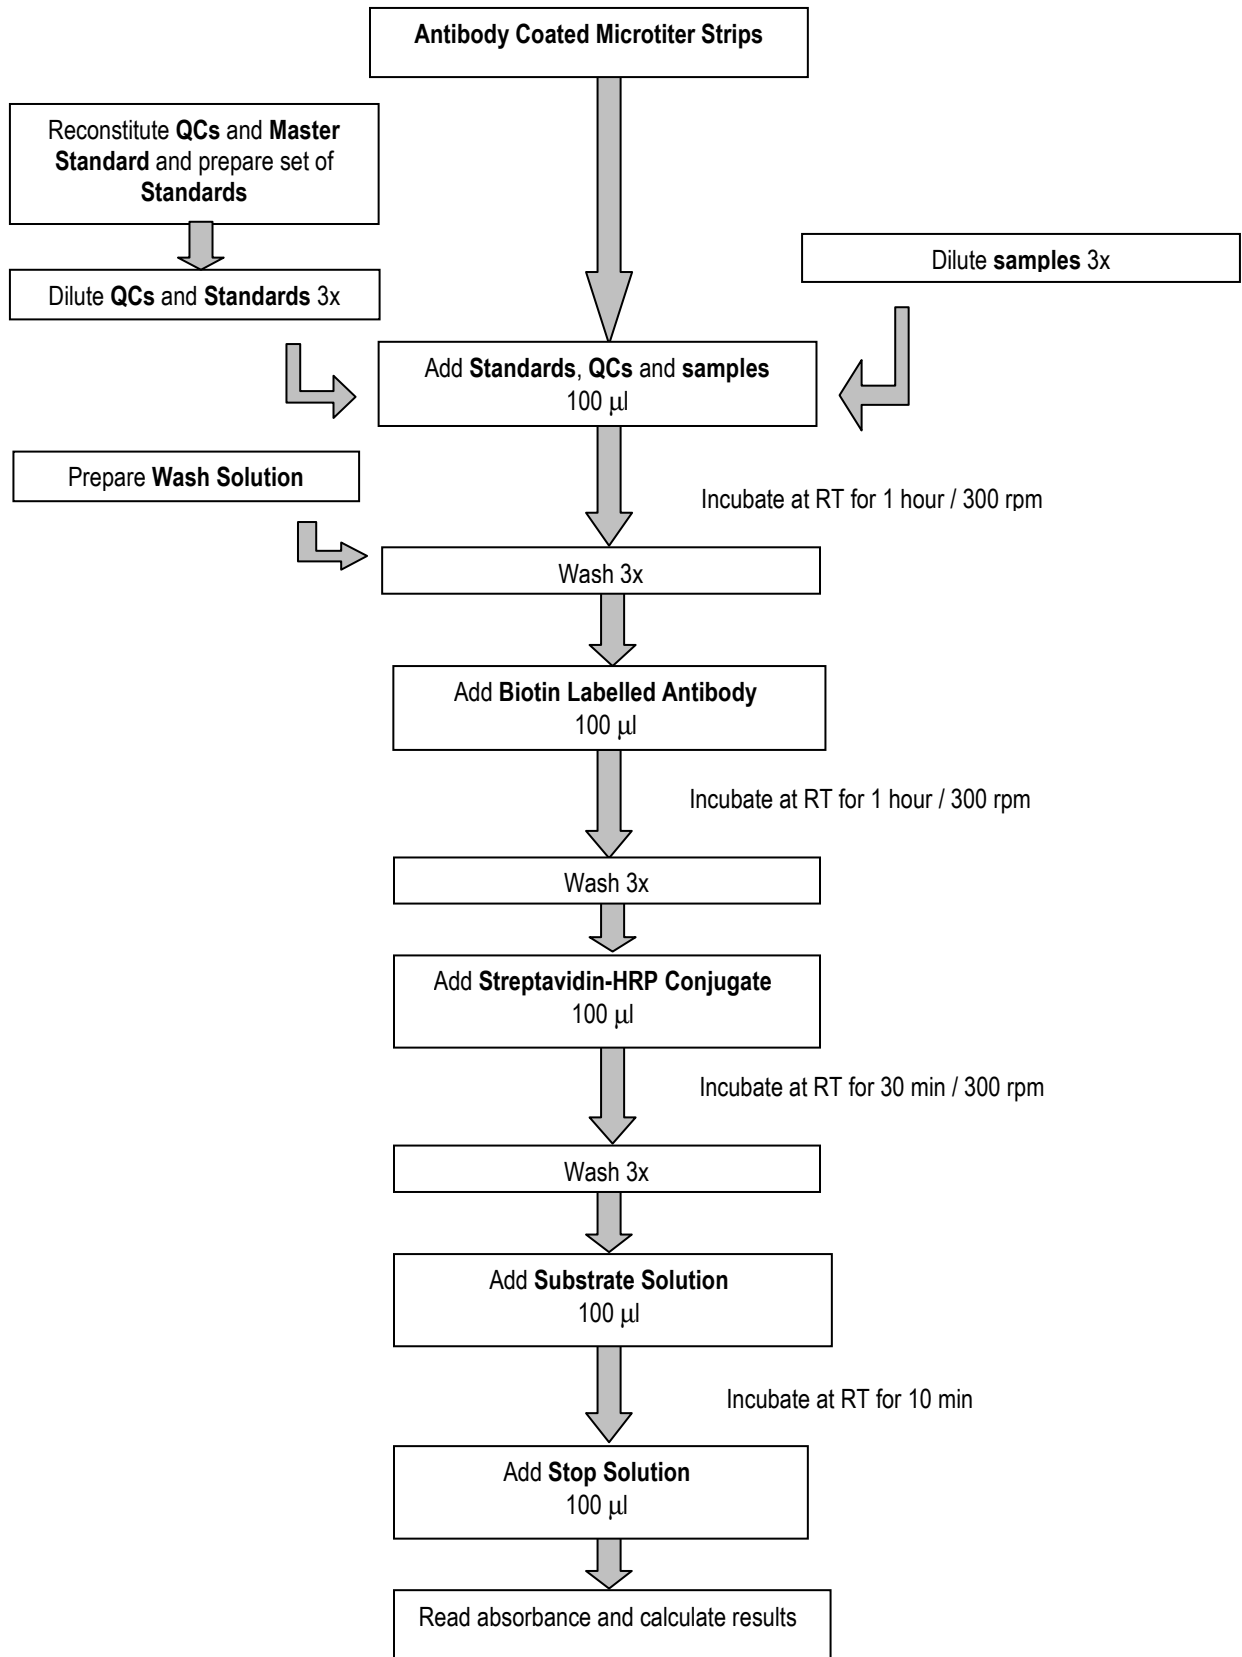 Antibody Coated Microtiter Strips
Reconstitute QCs and Master
Standard and prepare set of
Standards
Dilute samples 3x
Dilute QCs and Standards 3x
Add Standards, QCs and samples
100 µl
Prepare Wash Solution
Incubate at RT for 1 hour / 300 rpm
Wash 3x
Add Biotin Labelled Antibody
100 µl
Incubate at RT for 1 hour / 300 rpm
Wash 3x
Add Streptavidin-HRP Conjugate
100 µl
Incubate at RT for 30 min / 300 rpm
Wash 3x
Add Substrate Solution
100 µl
Incubate at RT for 10 min
Add Stop Solution
100 µl
Read absorbance and calculate results